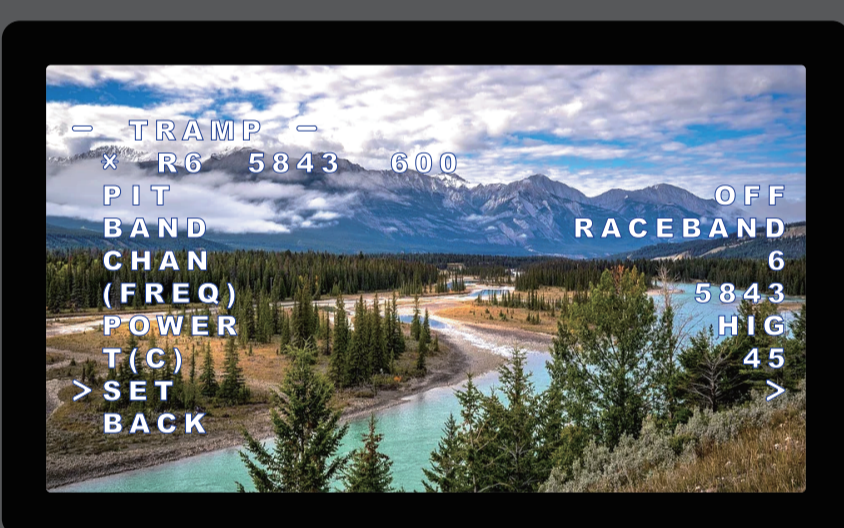 — TRAMP —
× R6 5843 600
PIT OFF
BAND RACEBAND
CHAN 6
(FREQ) 5843
POWER HIG
T(C) 45
> SET >
BACK